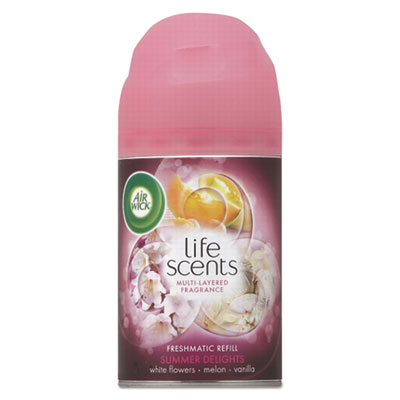 AIR
WICK
life
scents
MULTI-LAYERED
FRAGRANCE
FRESHMATIC REFILL
SUMMER DELIGHTS
white flowers • melon • vanilla